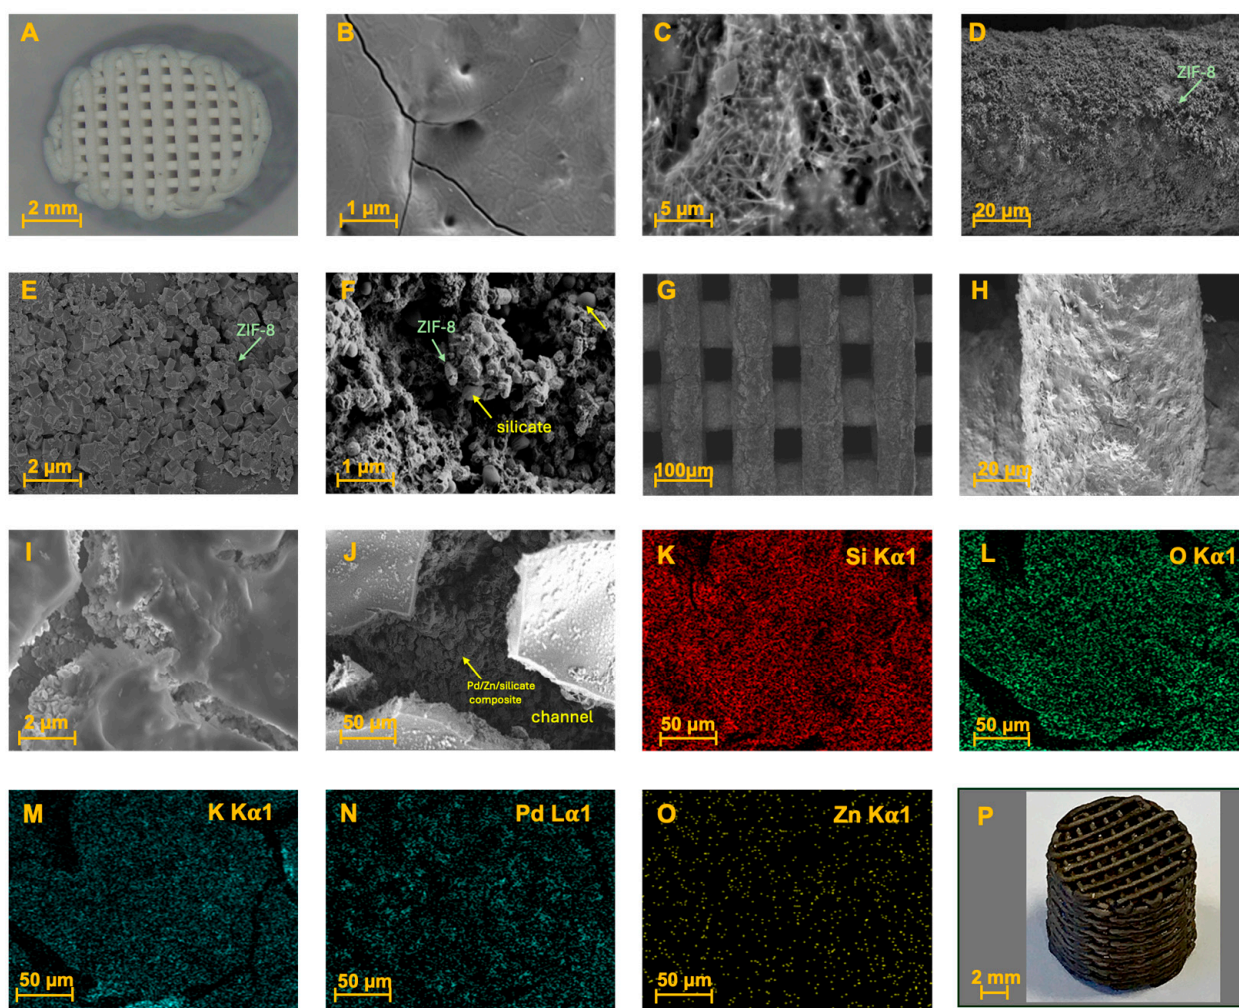 A
2 mm
B
1 μm
C
5 μm
D
ZIF-8
20 μm
E
ZIF-8
2 μm
F
ZIF-8
silicate
1 μm
G
100μm
H
20 μm
I
2 μm
J
Pd/Zn/silicate
composite
channel
50 μm
K
Si Kα1
50 μm
L
O Kα1
50 μm
M
K Kα1
50 μm
N
Pd Lα1
50 μm
O
Zn Kα1
50 μm
P
2 mm